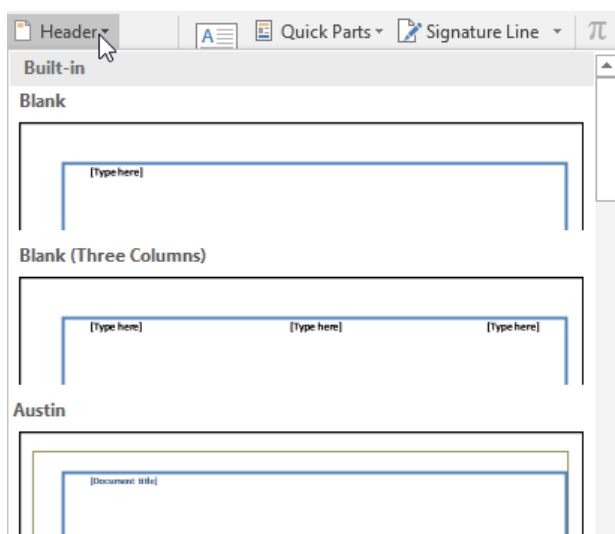 Header A Quick Parts Signature Line π
Built-in
Blank
[Type here]
Blank (Three Columns)
[Type here] [Type here] [Type here]
Austin
[Document title]